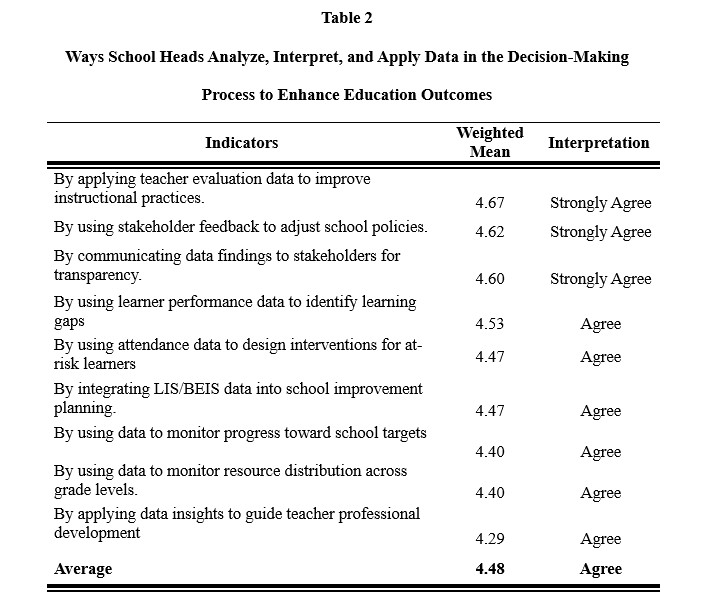 Table 2
Ways School Heads Analyze, Interpret, and Apply Data in the Decision-Making
Process to Enhance Education Outcomes
Indicators Weighted Mean Interpretation
By applying teacher evaluation data to improve
instructional practices. 4.67 Strongly Agree
By using stakeholder feedback to adjust school policies. 4.62 Strongly Agree
By communicating data findings to stakeholders for
transparency. 4.60 Strongly Agree
By using learner performance data to identify learning
gaps 4.53 Agree
By using attendance data to design interventions for at-
risk learners 4.47 Agree
By integrating LIS/BEIS data into school improvement
planning. 4.47 Agree
By using data to monitor progress toward school targets
4.40 Agree
By using data to monitor resource distribution across
grade levels. 4.40 Agree
By applying data insights to guide teacher professional
development 4.29 Agree
Average 4.48 Agree